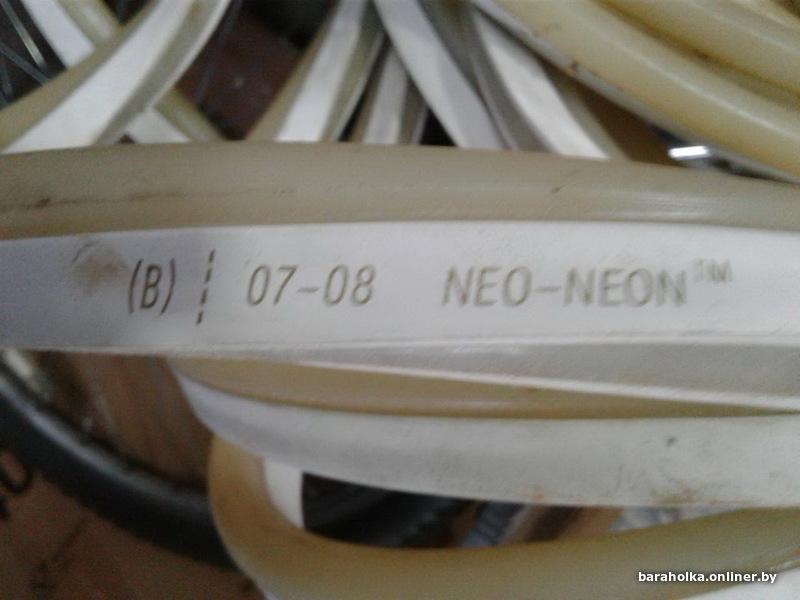 (B) ¦ 07-08 NEO-NEON™
baraholka.onliner.by